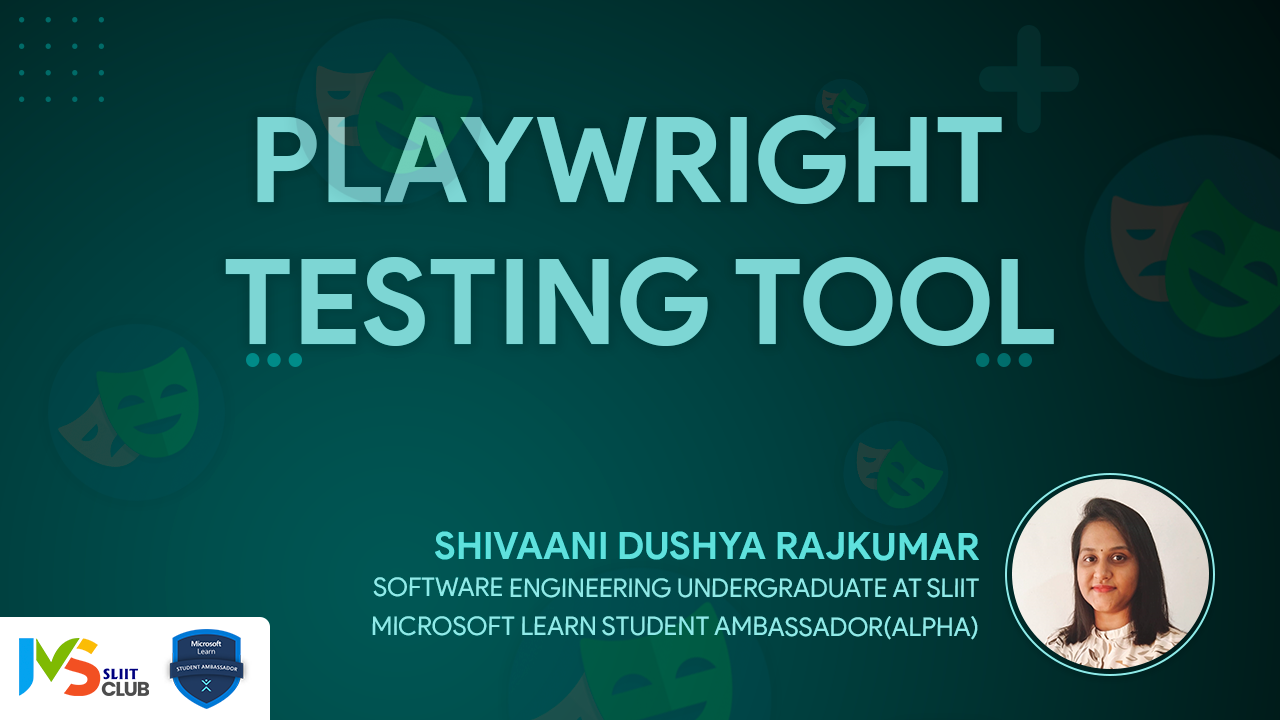 PLAYWRIGHT
TESTING TOOL
SHIVAANI DUSHYA RAJKUMAR
SOFTWARE ENGINEERING UNDERGRADUATE AT SLIIT
MICROSOFT LEARN STUDENT AMBASSADOR(ALPHA)
MS SLIIT
CLUB
Microsoft
Learn
STUDENT AMBASSADOR